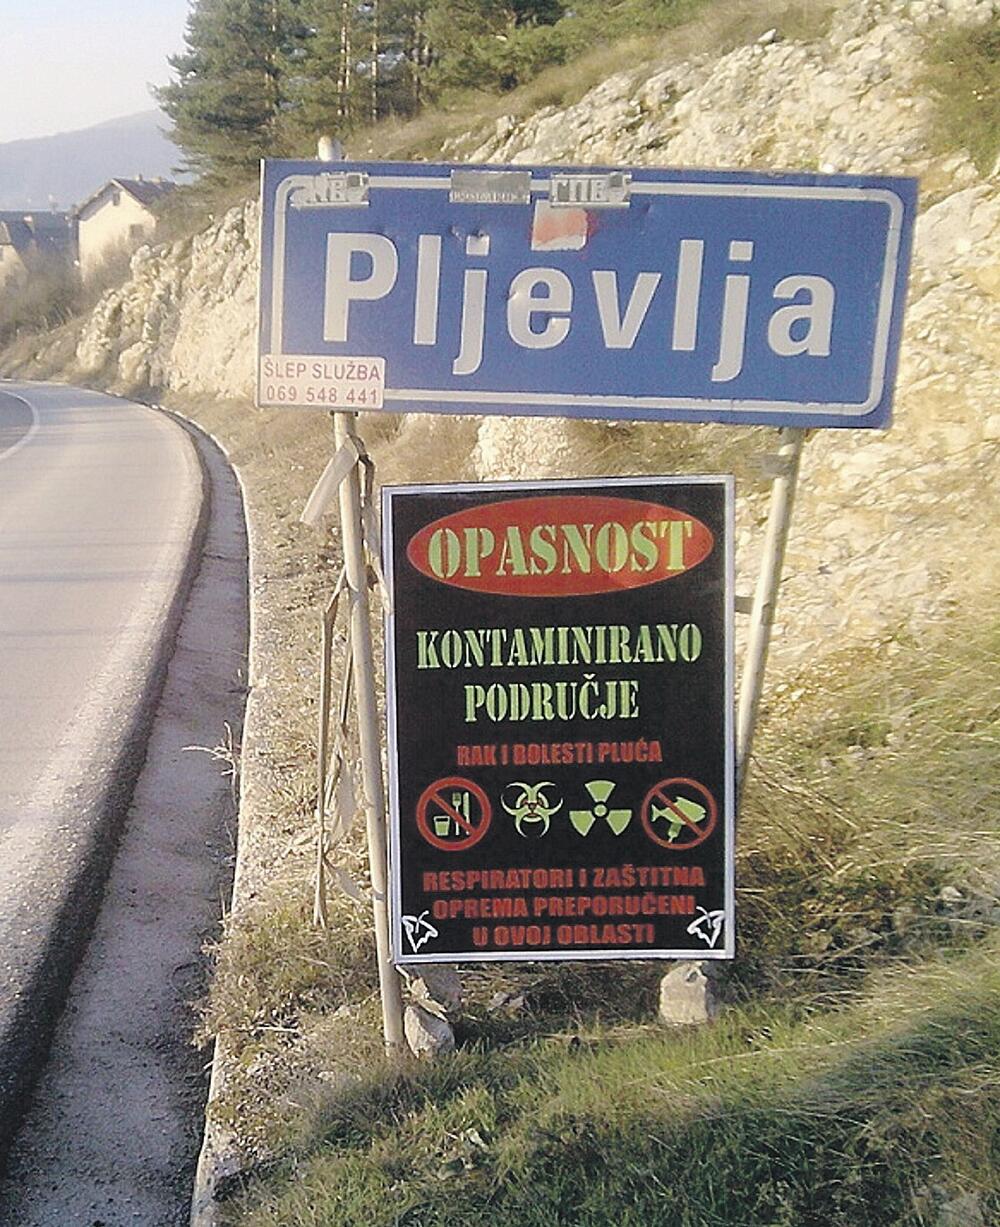 Pljevlja
ŠLEP SLUŽBA
069 548 441
OPASNOST
KONTAMINIRANO
PODRUČJE
RAK I BOLESTI PLUĆA
RESPIRATORI I ZAŠTITNA
OPREMA PREPORUČENI
U OVOJ OBLASTI